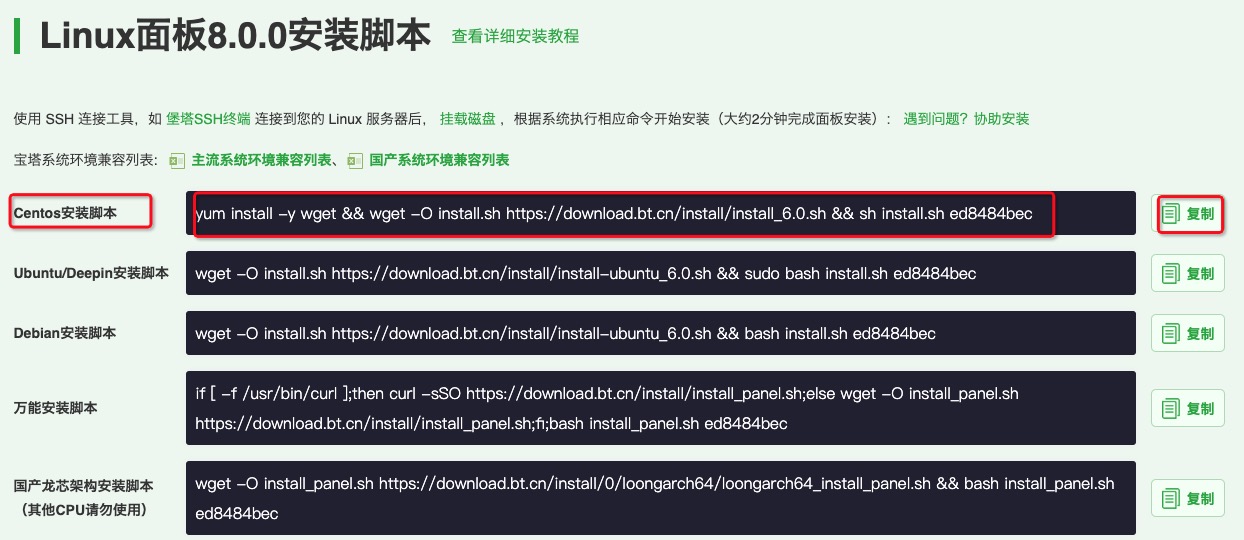 Linux面板8.0.0安装脚本 查看详细安装教程
使用 SSH 连接工具，如 堡塔SSH终端 连接到您的 Linux 服务器后， 挂载磁盘 ，根据系统执行相应命令开始安装（大约2分钟完成面板安装）： 遇到问题？协助安装
宝塔系统环境兼容列表: 主流系统环境兼容列表、 国产系统环境兼容列表
Centos安装脚本 yum install -y wget && wget -O install.sh https://download.bt.cn/install/install_6.0.sh && sh install.sh ed8484bec 复制
Ubuntu/Deepin安装脚本 wget -O install.sh https://download.bt.cn/install/install-ubuntu_6.0.sh && sudo bash install.sh ed8484bec 复制
Debian安装脚本 wget -O install.sh https://download.bt.cn/install/install-ubuntu_6.0.sh && bash install.sh ed8484bec 复制
万能安装脚本 if [ -f /usr/bin/curl ];then curl -sSO https://download.bt.cn/install/install_panel.sh;else wget -O install_panel.sh
https://download.bt.cn/install/install_panel.sh;fi;bash install_panel.sh ed8484bec 复制
国产龙芯架构安装脚本
（其他CPU请勿使用） wget -O install_panel.sh https://download.bt.cn/install/0/loongarch64/loongarch64_install_panel.sh && bash install_panel.sh
ed8484bec 复制